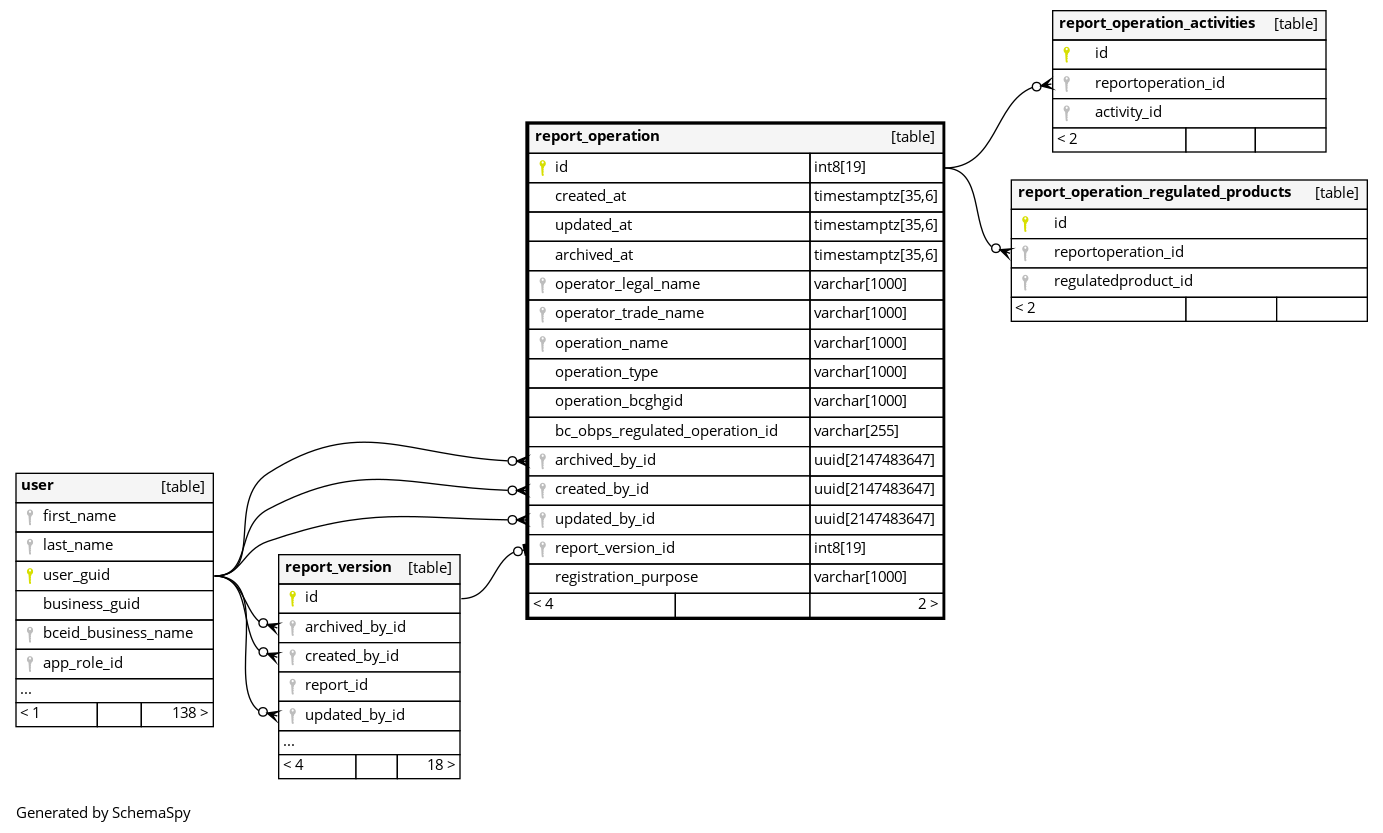 report_operation_activities [table]
id
reportoperation_id
activity_id
< 2
report_operation [table]
id int8[19]
created_at timestamptz[35,6]
updated_at timestamptz[35,6]
archived_at timestamptz[35,6]
operator_legal_name varchar[1000]
operator_trade_name varchar[1000]
operation_name varchar[1000]
operation_type varchar[1000]
operation_bcghgid varchar[1000]
bc_obps_regulated_operation_id varchar[255]
archived_by_id uuid[2147483647]
created_by_id uuid[2147483647]
updated_by_id uuid[2147483647]
report_version_id int8[19]
registration_purpose varchar[1000]
< 4 2 >
report_operation_regulated_products [table]
id
reportoperation_id
regulatedproduct_id
< 2
user [table]
first_name
last_name
user_guid
business_guid
bceid_business_name
app_role_id
...
< 1 138 >
report_version [table]
id
archived_by_id
created_by_id
report_id
updated_by_id
...
< 4 18 >
Generated by SchemaSpy